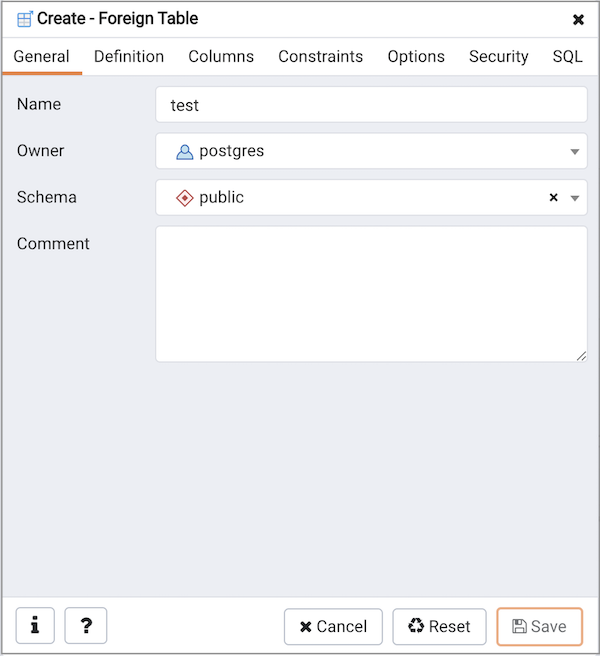 Create - Foreign Table
General Definition Columns Constraints Options Security SQL
Name test
Owner postgres
Schema public
Comment
i ? Cancel Reset Save